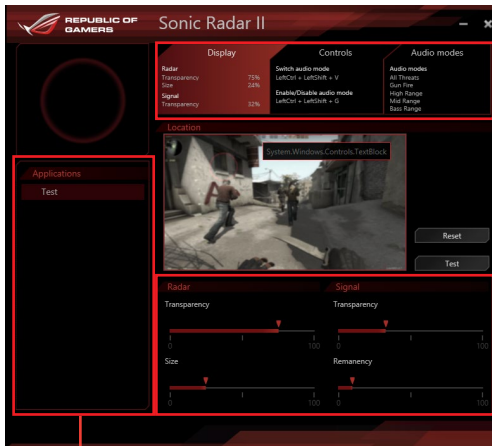 REPUBLIC OF
GAMERS
Sonic Radar II
Display
Controls
Audio modes
Radar
Transparency 75%
Size 24%
Signal
Transparency 32%
Switch audio mode
LeftCtrl + LeftShift + V
Enable/Disable audio mode
LeftCtrl + LeftShift + G
Audio modes
All Threats
Gun Fire
High Range
Mid Range
Bass Range
Location
System.Windows.Controls.TextBlock
A
Reset
Test
Applications
Test
Radar
Transparency
0 100
Size
0 100
Signal
Transparency
0 100
Remanency
0 100